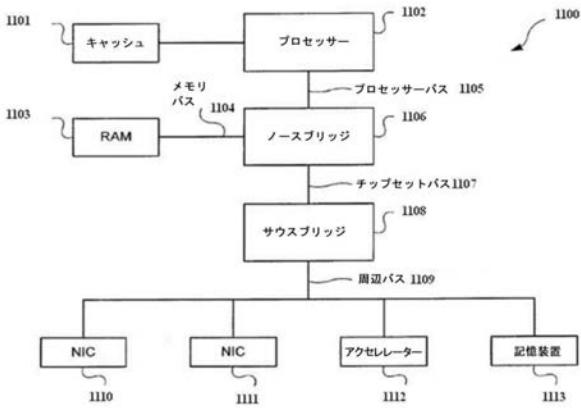 1101
キャッシュ
プロセッサー
1102
1100
プロセッサーバス 1105
メモリ
バス
1104
1103
RAM
ノースブリッジ
1106
チップセットバス 1107
サウスブリッジ
1108
周辺バス 1109
NIC
NIC
アクセレレーター
記憶装置
1110
1111
1112
1113